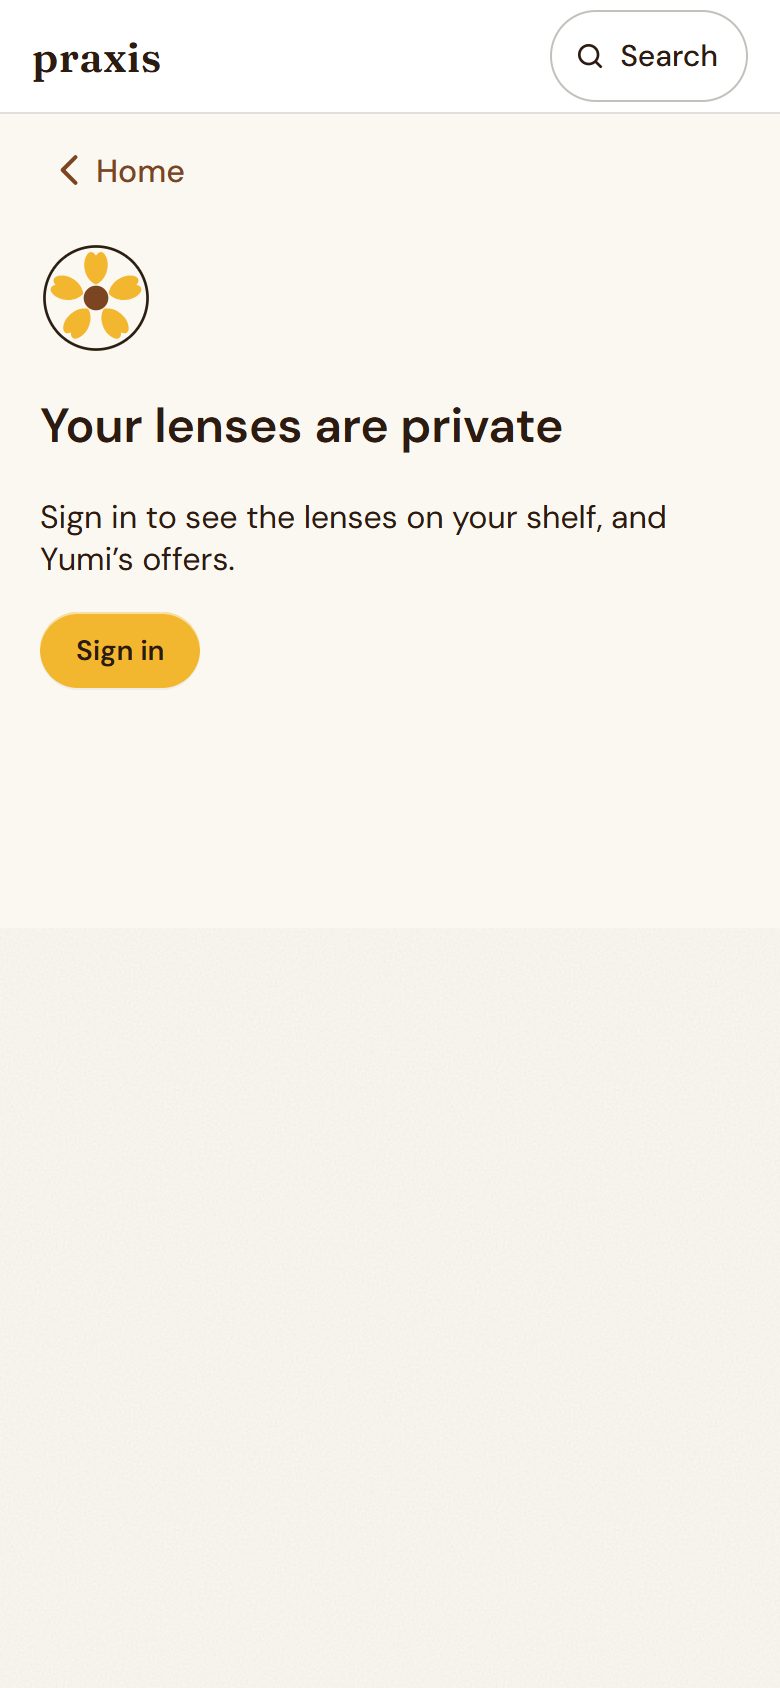 praxis
Search
Home
Your lenses are private
Sign in to see the lenses on your shelf, and
Yumi’s offers.
Sign in